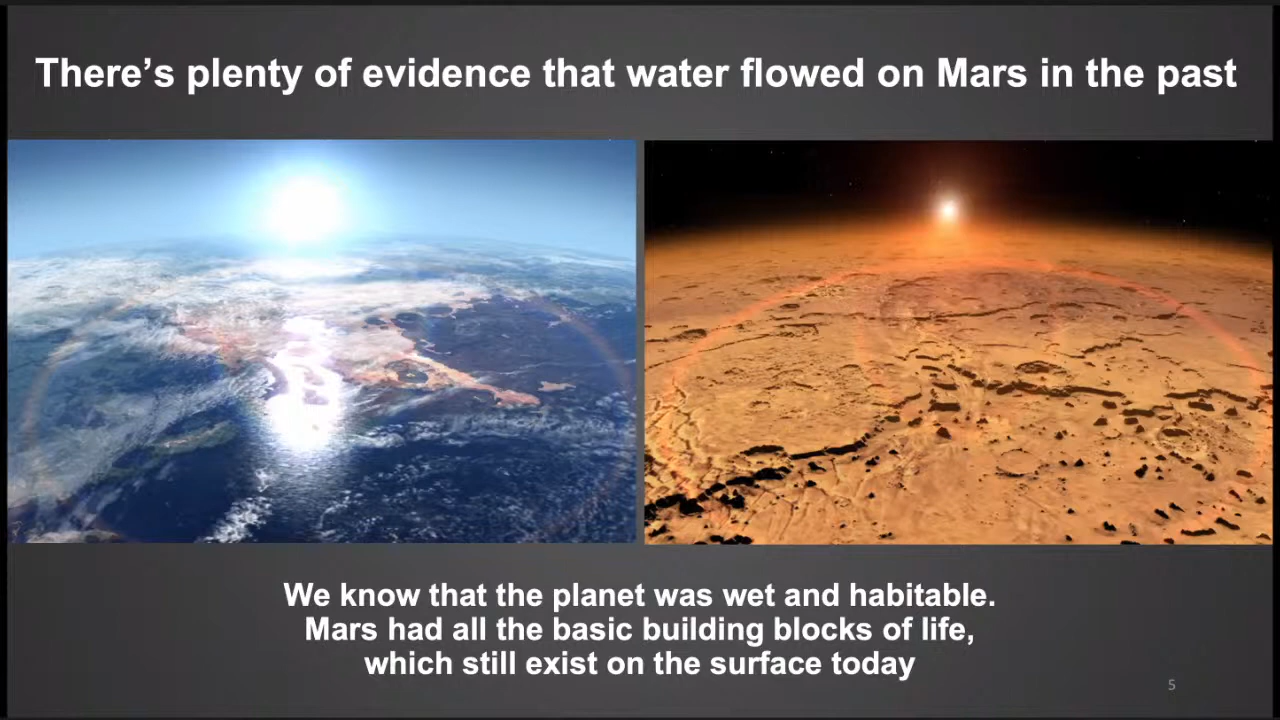 There’s plenty of evidence that water flowed on Mars in the past
We know that the planet was wet and habitable.
Mars had all the basic building blocks of life,
which still exist on the surface today
5